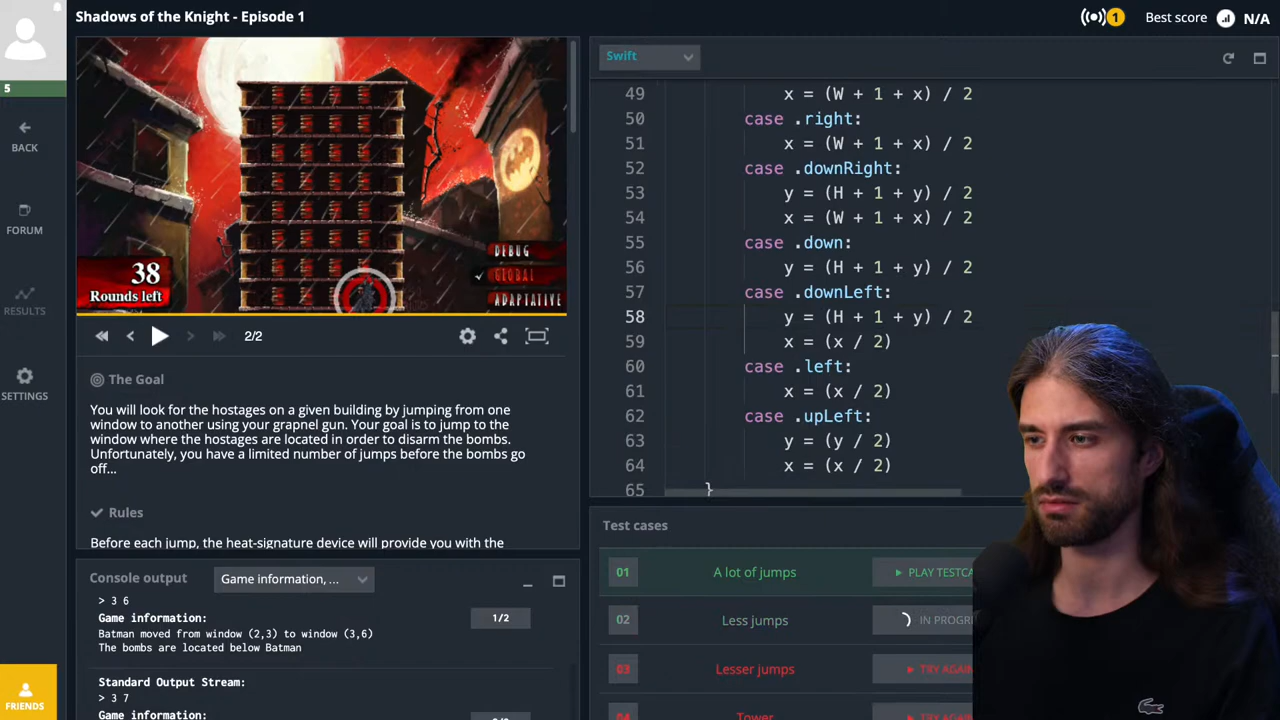 Shadows of the Knight - Episode 1
1
Best score
N/A
5
BACK
FORUM
RESULTS
SETTINGS
FRIENDS
38
Rounds left
DEBUG
GLOBAL
ADAPTATIVE
2/2
The Goal
You will look for the hostages on a given building by jumping from one
window to another using your grapnel gun. Your goal is to jump to the
window where the hostages are located in order to disarm the bombs.
Unfortunately, you have a limited number of jumps before the bombs go
off...
Rules
Before each jump, the heat-signature device will provide you with the
Console output
Game information, ...
> 3 6
Game information:
1/2
Batman moved from window (2,3) to window (3,6)
The bombs are located below Batman
Standard Output Stream:
> 3 7
Game information:
Swift
49 x = (W + 1 + x) / 2
50 case .right:
51 x = (W + 1 + x) / 2
52 case .downRight:
53 y = (H + 1 + y) / 2
54 x = (W + 1 + x) / 2
55 case .down:
56 y = (H + 1 + y) / 2
57 case .downLeft:
58 y = (H + 1 + y) / 2
59 x = (x / 2)
60 case .left:
61 x = (x / 2)
62 case .upLeft:
63 y = (y / 2)
64 x = (x / 2)
65 }
Test cases
01 A lot of jumps PLAY TESTCA
02 Less jumps IN PROGR
03 Lesser jumps TRY AGAI
04 Tower